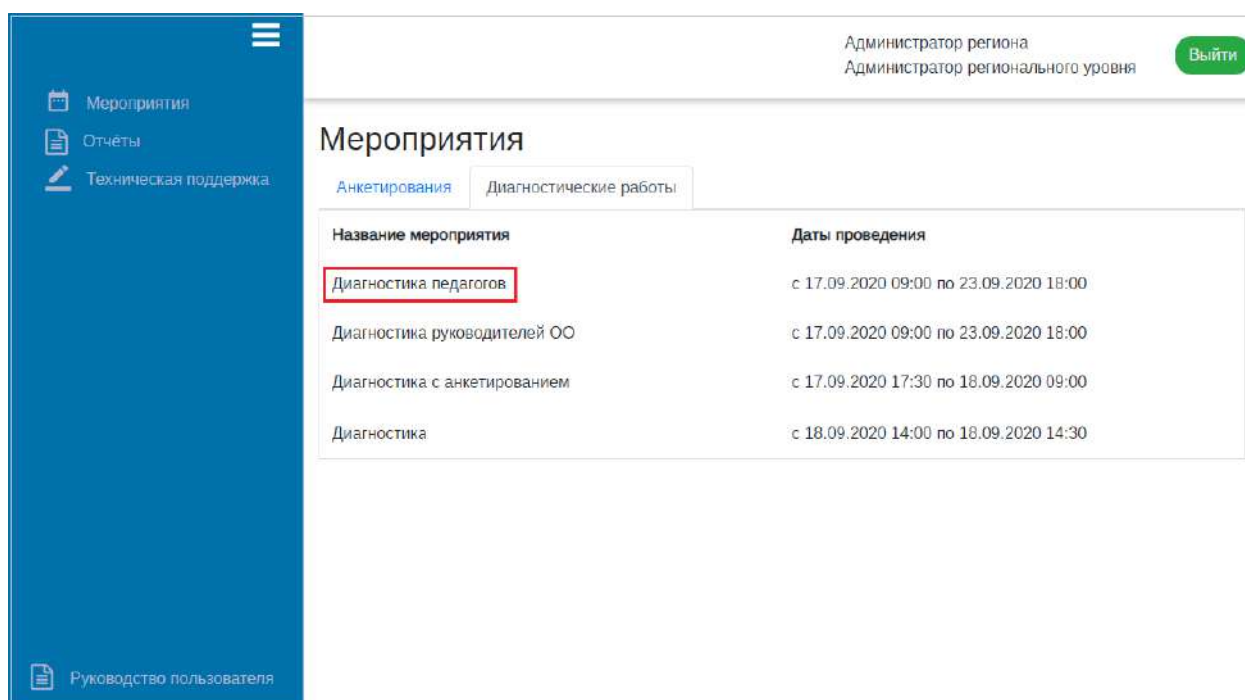 Администратор региона
Администратор регионального уровня
Выйти
Мероприятия
Отчёты
Техническая поддержка
Мероприятия
Анкетирования Диагностические работы
Название мероприятия Даты проведения
Диагностика педагогов с 17.09.2020 09:00 по 23.09.2020 18:00
Диагностика руководителей ОО с 17.09.2020 09:00 по 23.09.2020 18:00
Диагностика с анкетированием с 17.09.2020 17:30 по 18.09.2020 09:00
Диагностика с 18.09.2020 14:00 по 18.09.2020 14:30
Руководство пользователя